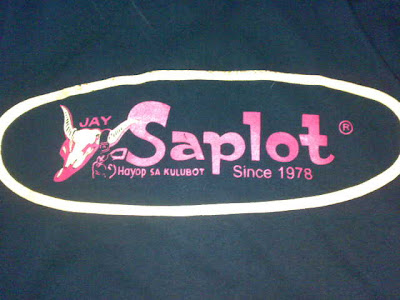 JAY
Saplot®
Hayop SA KULUBOT Since 1978